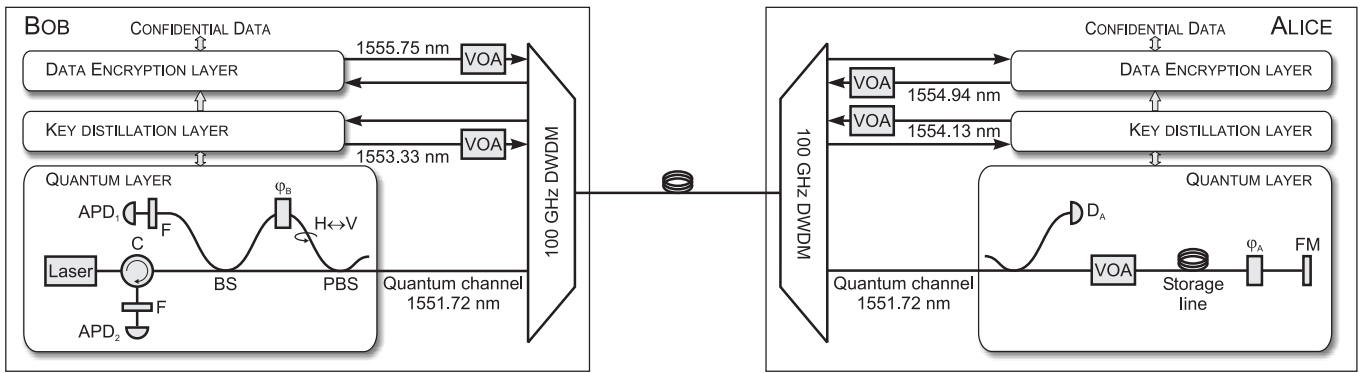 BOB
CONFIDENTIAL DATA
DATA ENCRYPTION LAYER
1555.75 nm
VOA
KEY DISTILLATION LAYER
1553.33 nm
VOA
QUANTUM LAYER
APD₁
F
C
Laser
F
APD₂
BS
φB
H↔V
PBS
Quantum channel
1551.72 nm
100 GHz DWDM
ALICE
CONFIDENTIAL DATA
DATA ENCRYPTION LAYER
VOA
1554.94 nm
VOA
1554.13 nm
KEY DISTILLATION LAYER
100 GHz DWDM
QUANTUM LAYER
DA
VOA
Storage
line
φA
FM
Quantum channel
1551.72 nm